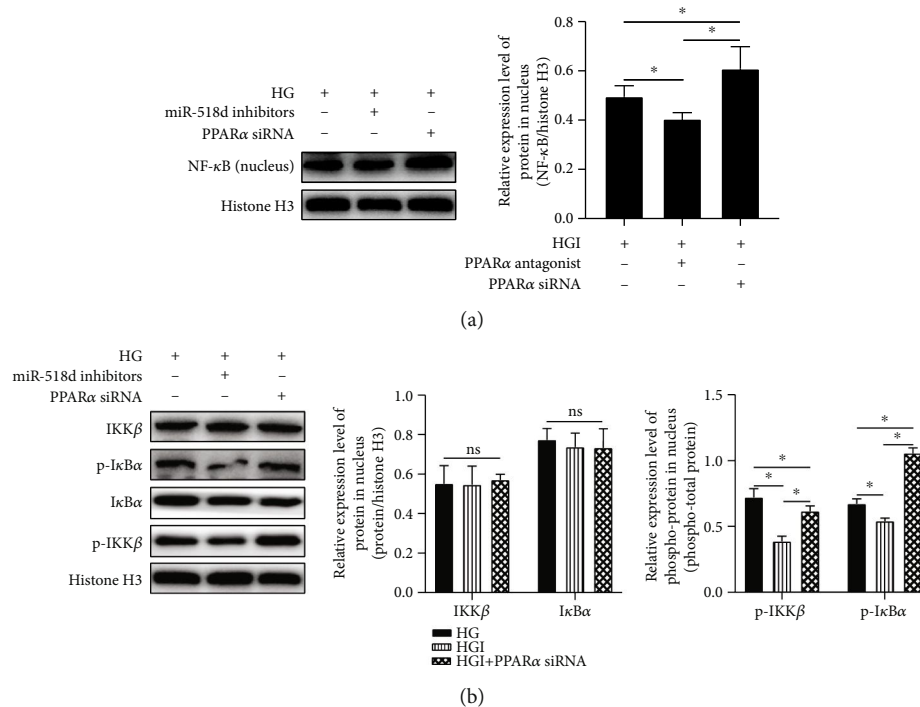 HG + + +
miR-518d inhibitors – + –
PPARα siRNA – – +
NF-κB (nucleus)
Histone H3
Relative expression level of
protein in nucleus
(NF-κB/histone H3)
0.8
0.6
0.4
0.2
0.0
*
*
*
HGI + + +
PPARα antagonist – + –
PPARα siRNA – – +
(a)
HG + + +
miR-518d inhibitors – + –
PPARα siRNA – – +
IKKβ
p-IκBα
IκBα
p-IKKβ
Histone H3
Relative expression level of
protein in nucleus
(protein/histone H3)
1.0
0.8
0.6
0.4
0.2
0.0
ns
ns
IKKβ IκBα
HG
HGI
HGI+PPARα siRNA
Relative expression level of
phospho-protein in nucleus
(phospho-total protein)
1.5
1.0
0.5
0.0
*
*
*
*
*
*
p-IKKβ p-IκBα
(b)